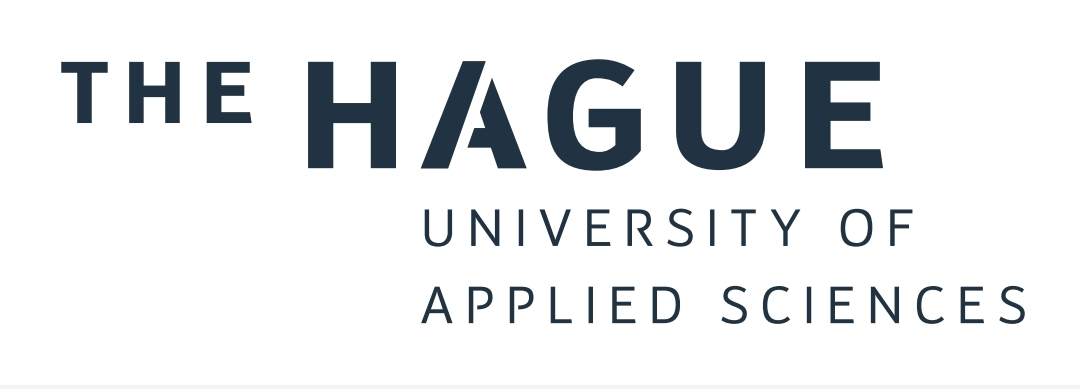 THE HAGUE
UNIVERSITY OF
APPLIED SCIENCES